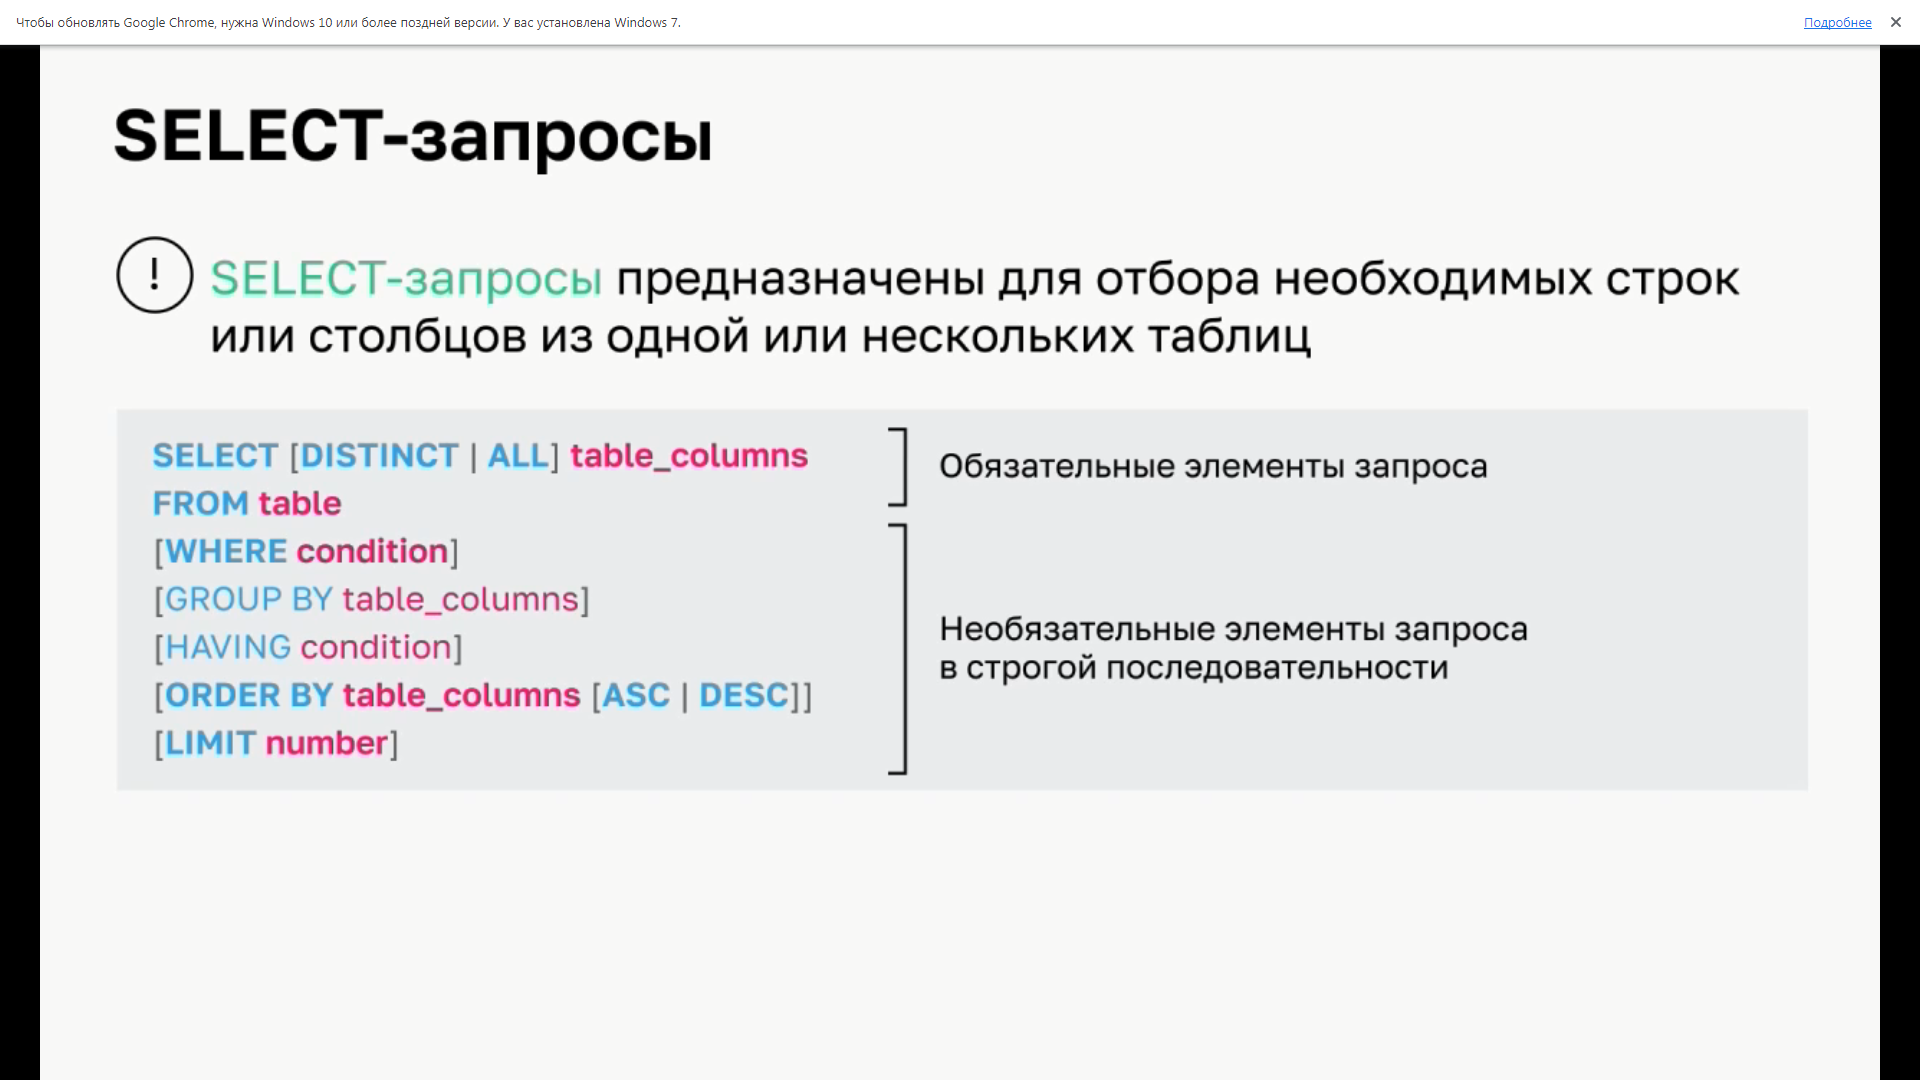 Чтобы обновлять Google Chrome, нужна Windows 10 или более поздней версии. У вас установлена Windows 7.
Подробнее
SELECT-запросы
! SELECT-запросы предназначены для отбора необходимых строк
или столбцов из одной или нескольких таблиц
SELECT [DISTINCT | ALL] table_columns
FROM table
Обязательные элементы запроса
[WHERE condition]
[GROUP BY table_columns]
[HAVING condition]
[ORDER BY table_columns [ASC | DESC]]
[LIMIT number]
Необязательные элементы запроса
в строгой последовательности